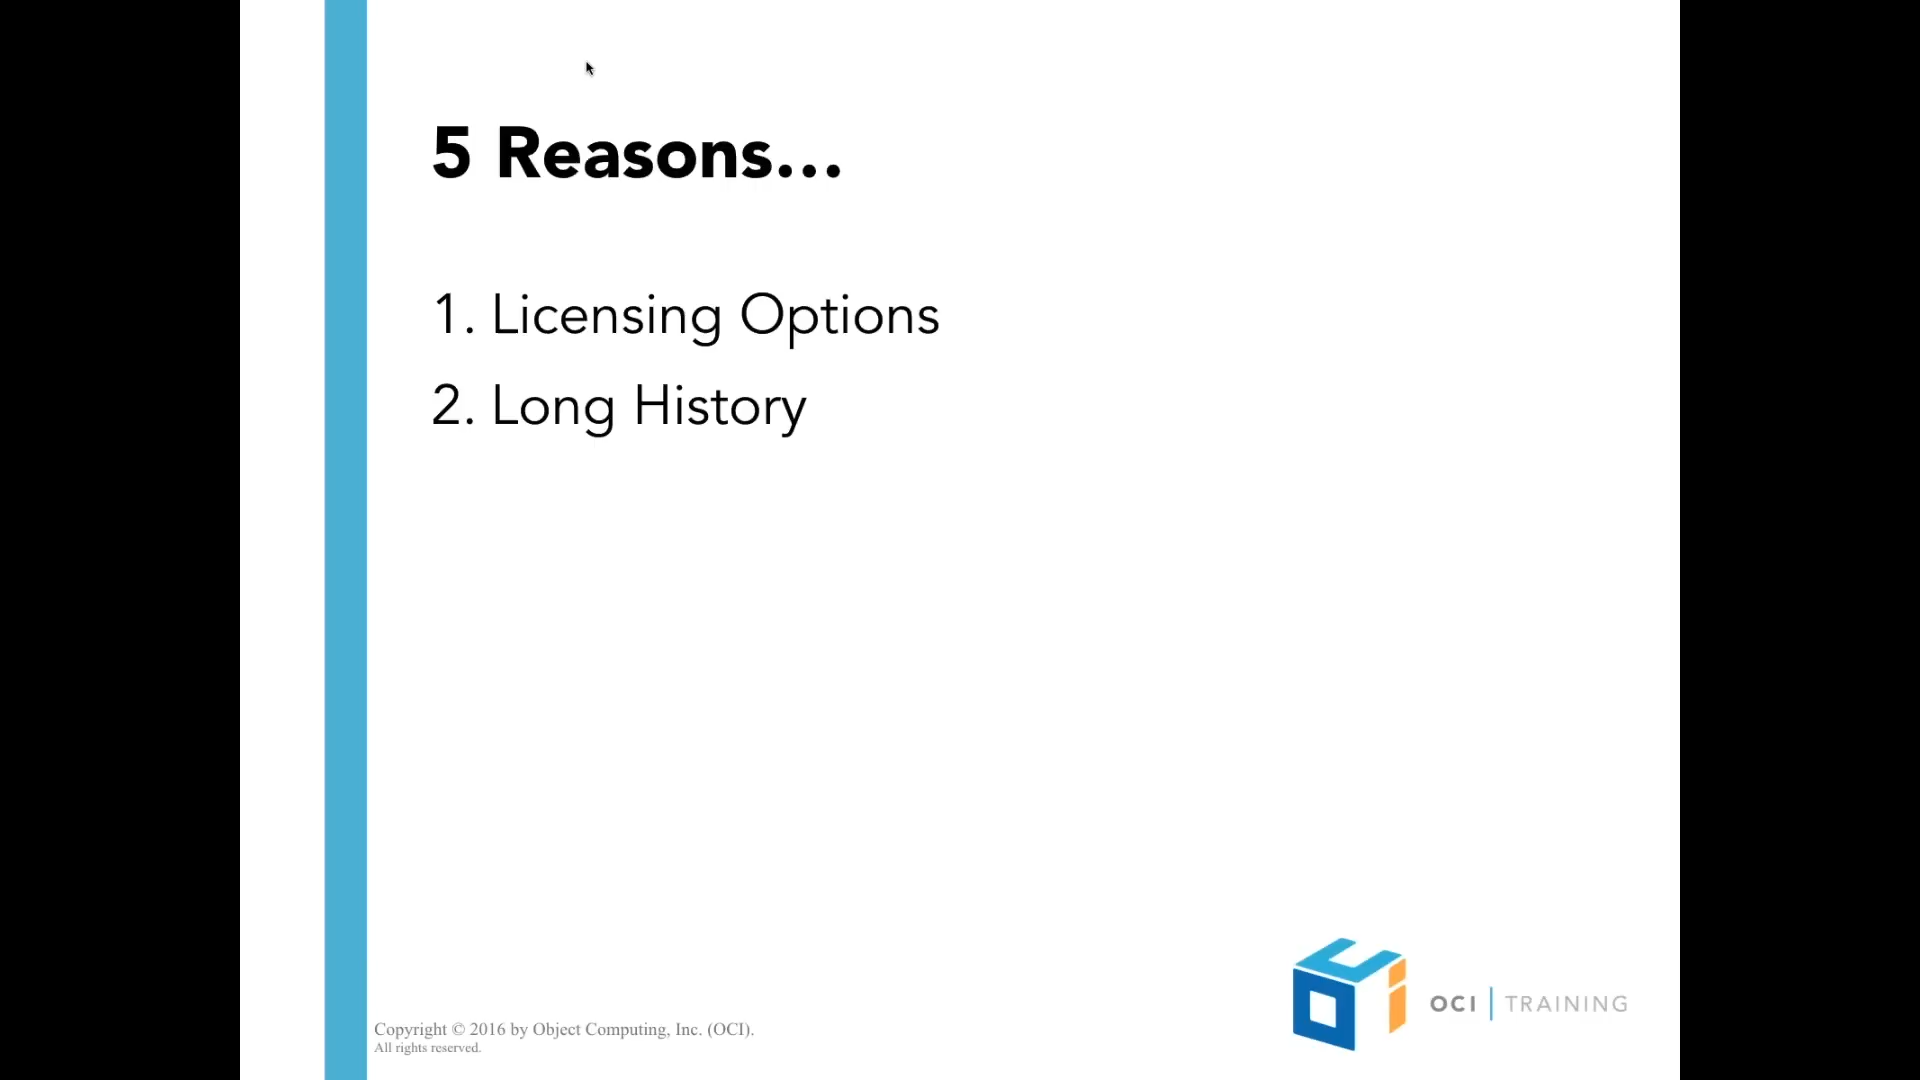 5 Reasons...
1. Licensing Options
2. Long History
Copyright © 2016 by Object Computing, Inc. (OCI).
All rights reserved.
OCI | TRAINING